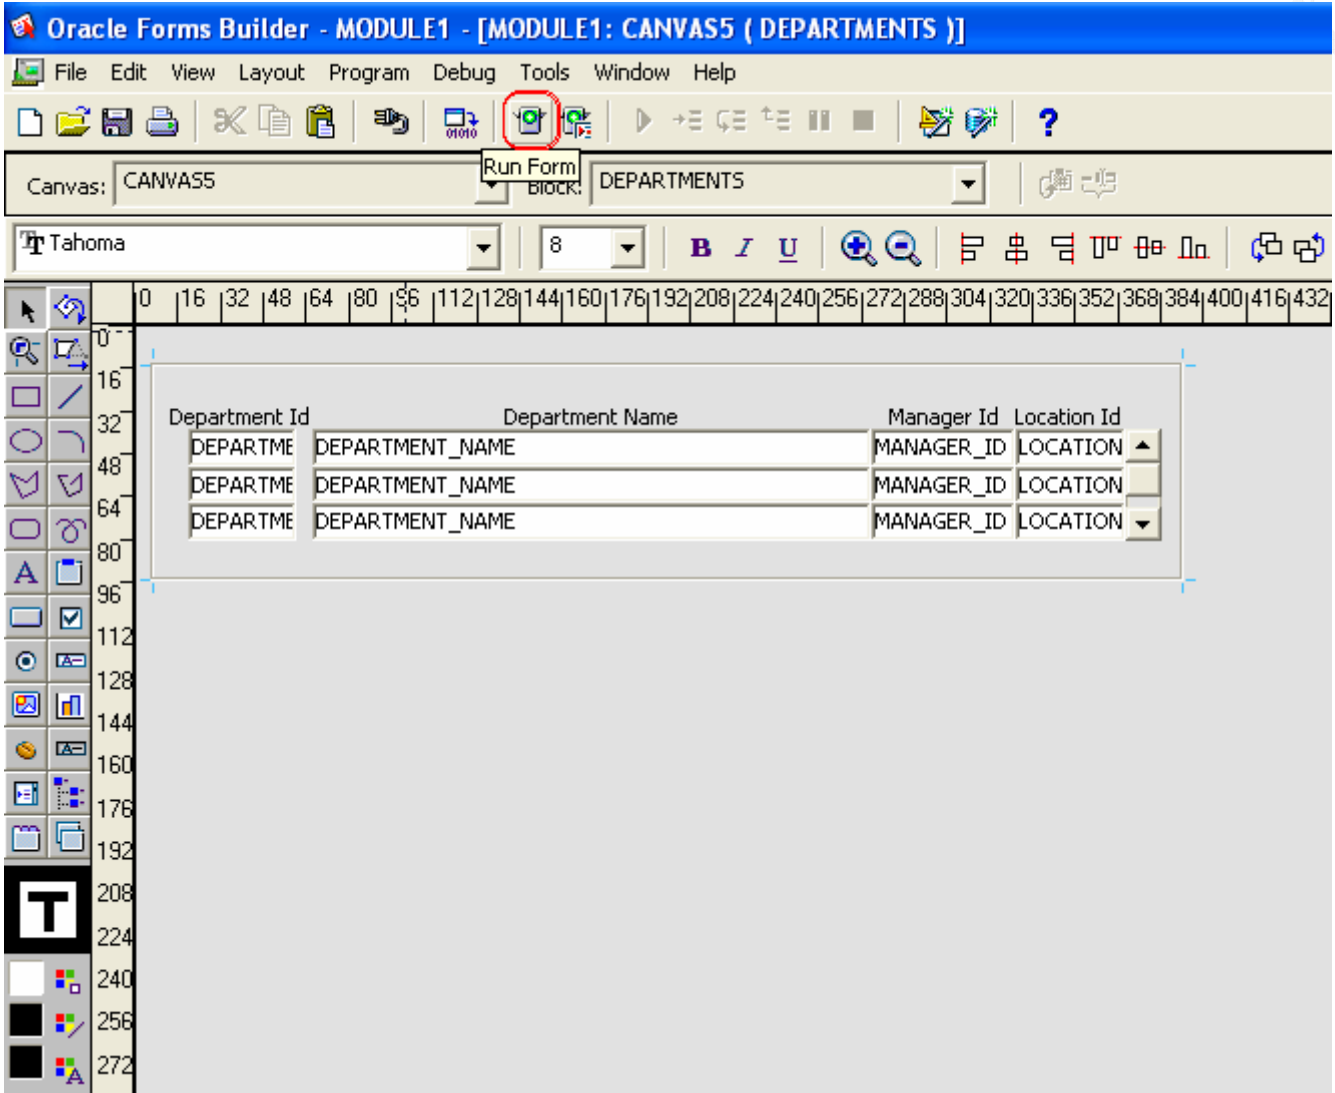 Oracle Forms Builder - MODULE1 - [MODULE1: CANVAS5 ( DEPARTMENTS )]
File Edit View Layout Program Debug Tools Window Help
01010
?
Run Form
Canvas: CANVAS5 Block: DEPARTMENTS
Tahoma 8 B I U
0 16 32 48 64 80 96 112 128 144 160 176 192 208 224 240 256 272 288 304 320 336 352 368 384 400 416 432
0
16
32
48
64
80
96
112
128
144
160
176
192
208
224
240
256
272
Department Id Department Name Manager Id Location Id
DEPARTME DEPARTMENT_NAME MANAGER_ID LOCATION
DEPARTME DEPARTMENT_NAME MANAGER_ID LOCATION
DEPARTME DEPARTMENT_NAME MANAGER_ID LOCATION
A
T